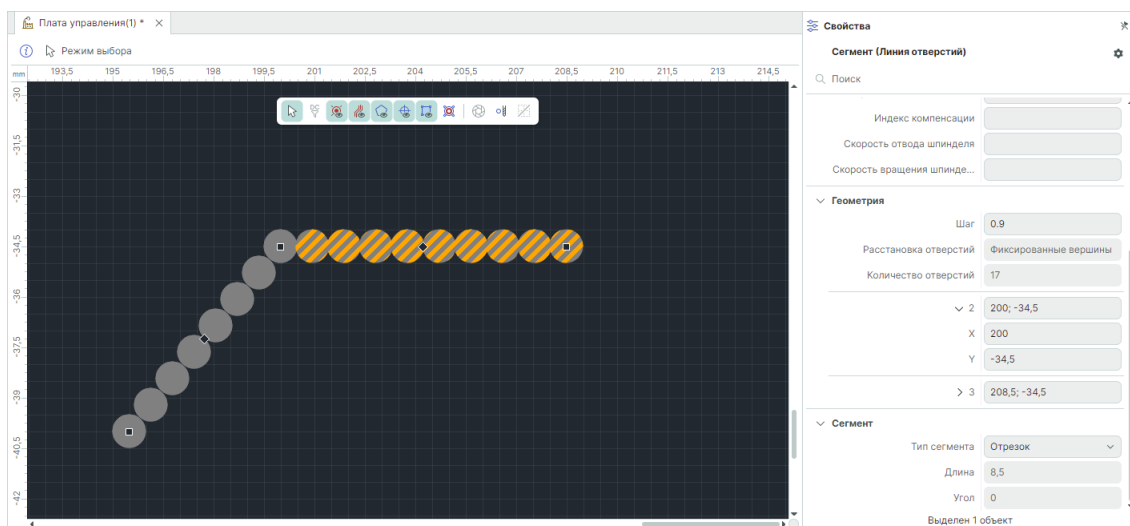 Плата управления(1) *
Режим выбора
mm 193,5 195 196,5 198 199,5 201 202,5 204 205,5 207 208,5 210 211,5 213 214,5
-30
-31,5
-33
-34,5
-36
-37,5
-39
-40,5
-42
Свойства
Сегмент (Линия отверстий)
Поиск
Индекс компенсации
Скорость отвода шпинделя
Скорость вращения шпинде...
Геометрия
Шаг 0.9
Расстановка отверстий Фиксированные вершины
Количество отверстий 17
2 200; -34,5
X 200
Y -34,5
3 208,5; -34,5
Сегмент
Тип сегмента Отрезок
Длина 8,5
Угол 0
Выделен 1 объект